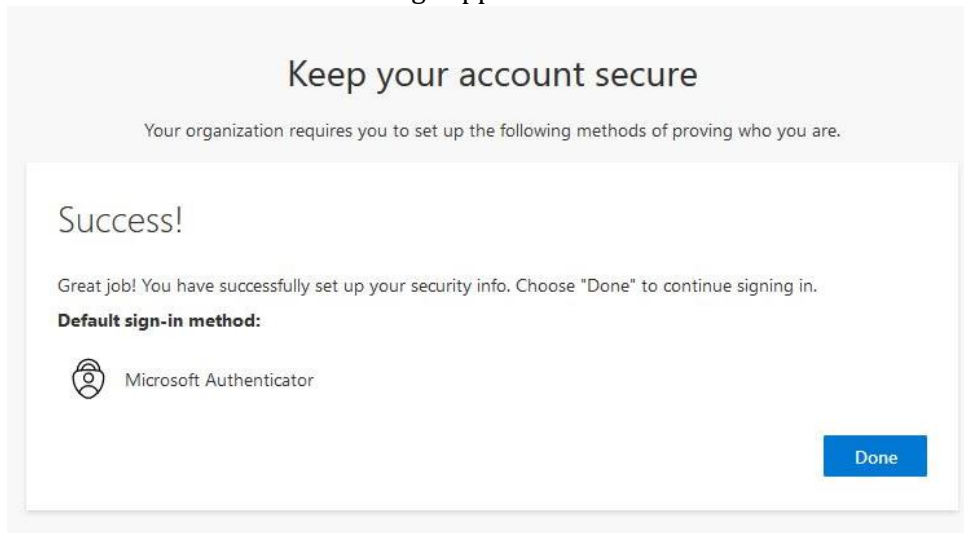 Keep your account secure
Your organization requires you to set up the following methods of proving who you are.
Success!
Great job! You have successfully set up your security info. Choose "Done" to continue signing in.
Default sign-in method:
Microsoft Authenticator
Done